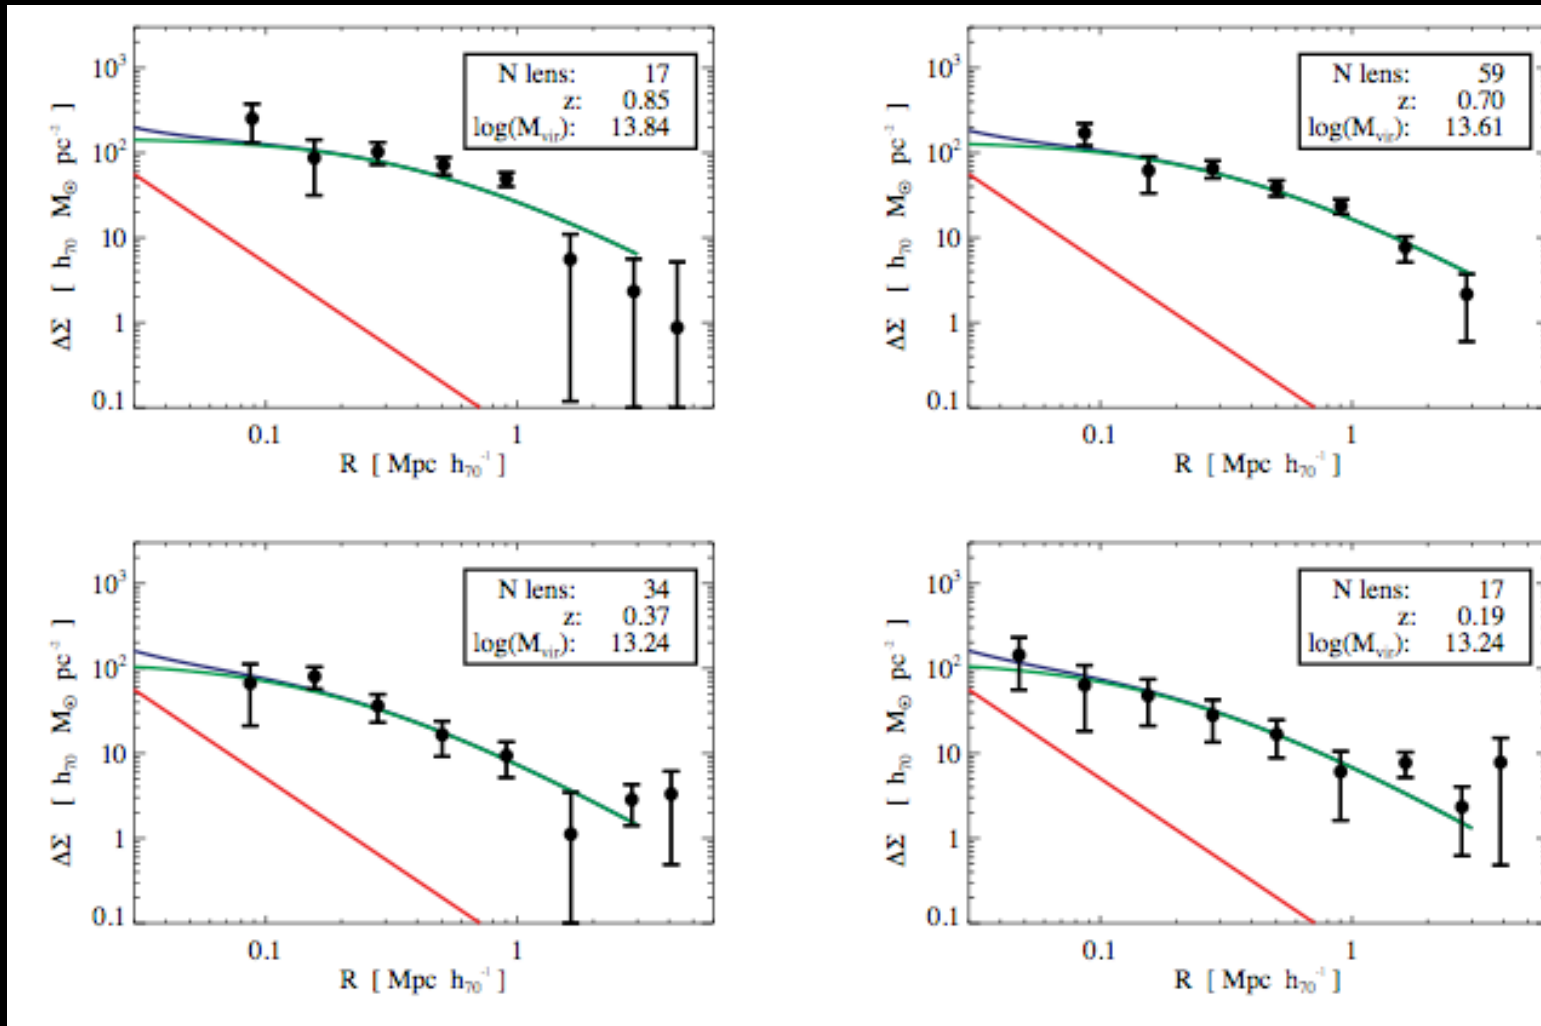 10³
10²
10
1
0.1
ΔΣ [ h₇₀ M⊙ pc⁻² ]
N lens: 17
z: 0.85
log(Mᵥᵢᵣ): 13.84
0.1 1
R [ Mpc h₇₀⁻¹ ]
10³
10²
10
1
0.1
ΔΣ [ h₇₀ M⊙ pc⁻² ]
N lens: 59
z: 0.70
log(Mᵥᵢᵣ): 13.61
0.1 1
R [ Mpc h₇₀⁻¹ ]
10³
10²
10
1
0.1
ΔΣ [ h₇₀ M⊙ pc⁻² ]
N lens: 34
z: 0.37
log(Mᵥᵢᵣ): 13.24
0.1 1
R [ Mpc h₇₀⁻¹ ]
10³
10²
10
1
0.1
ΔΣ [ h₇₀ M⊙ pc⁻² ]
N lens: 17
z: 0.19
log(Mᵥᵢᵣ): 13.24
0.1 1
R [ Mpc h₇₀⁻¹ ]